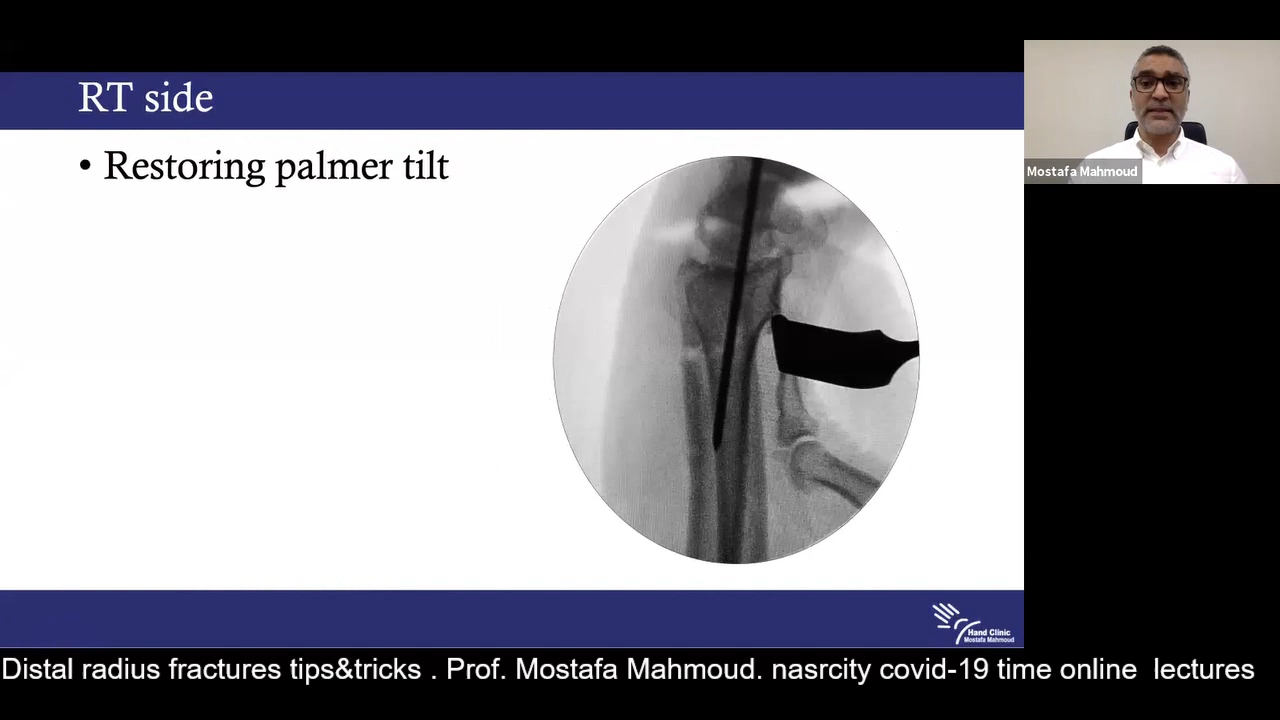 RT side
• Restoring palmer tilt
Mostafa Mahmoud
Hand Clinic
Mostafa Mahmoud
Distal radius fractures tips&tricks . Prof. Mostafa Mahmoud. nasrcity covid-19 time online lectures